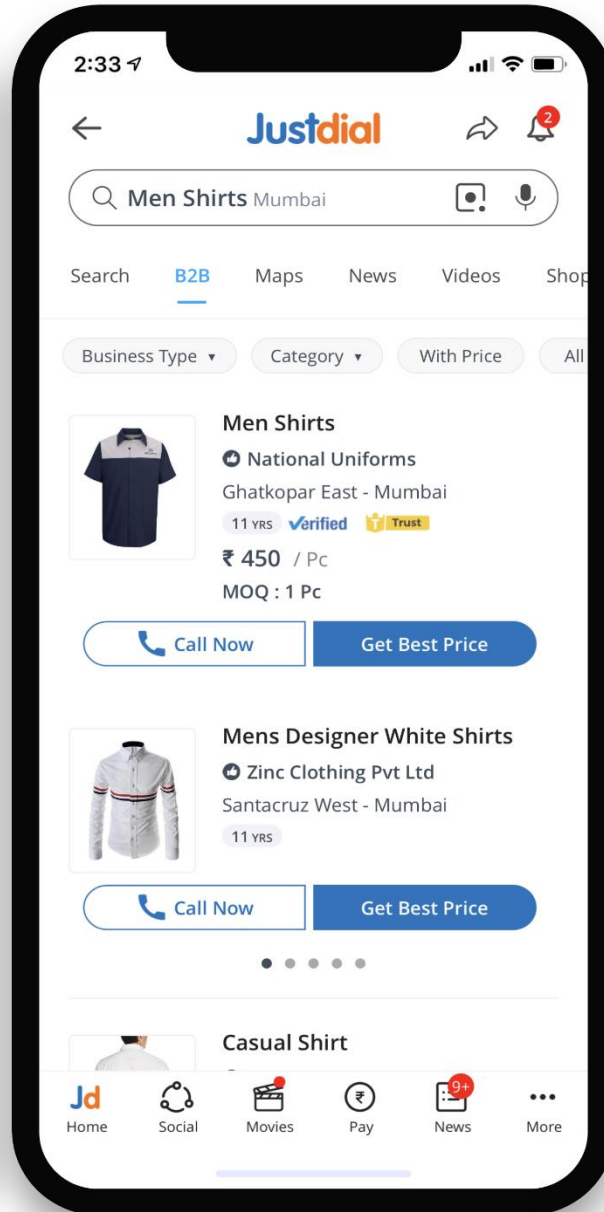 2:33
Justdial
2
Men Shirts Mumbai
Search B2B Maps News Videos Shop
Business Type ▾ Category ▾ With Price All
Men Shirts
National Uniforms
Ghatkopar East - Mumbai
11 YRS Verified T Trust
₹ 450 / Pc
MOQ : 1 Pc
Call Now Get Best Price
Mens Designer White Shirts
Zinc Clothing Pvt Ltd
Santacruz West - Mumbai
11 YRS
Call Now Get Best Price
Casual Shirt
Jd 9+
Home Social Movies Pay News More